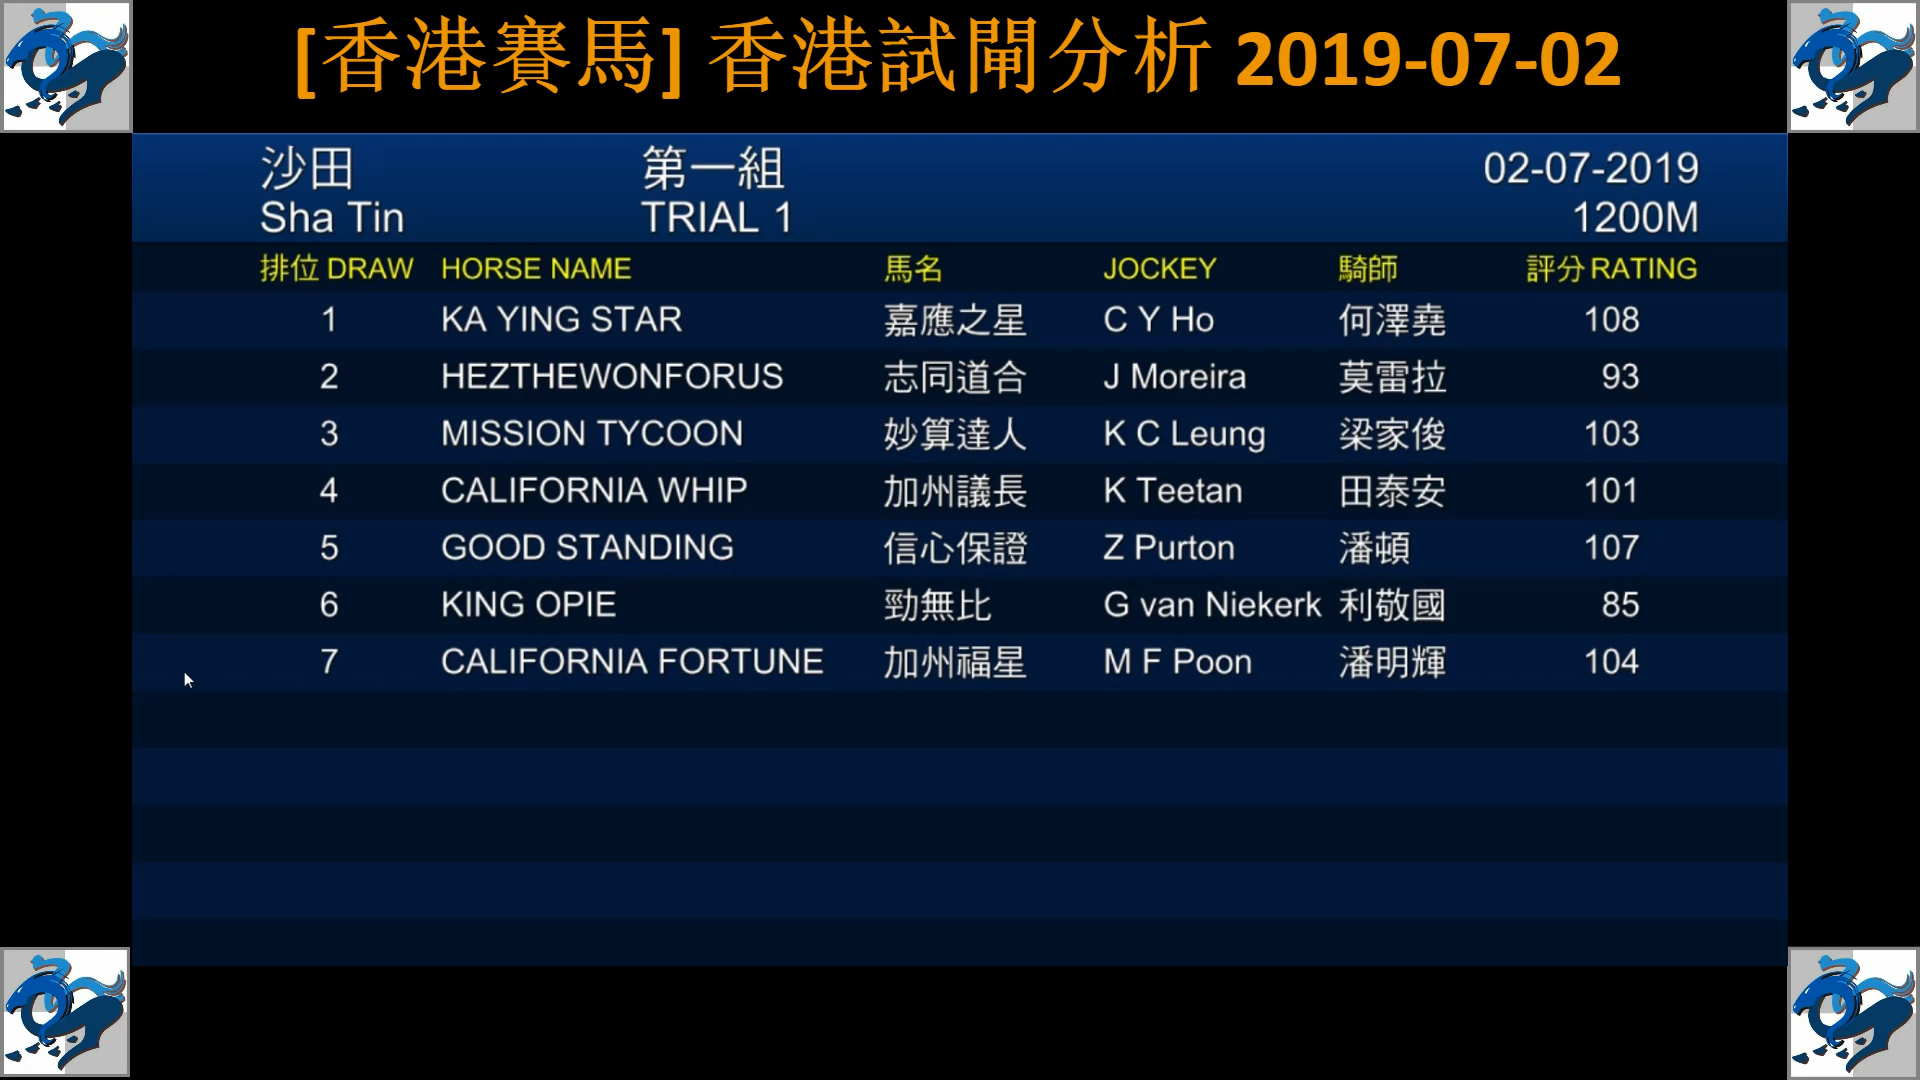 [香港賽馬] 香港試閘分析 2019-07-02
沙田 第一組 02-07-2019
Sha Tin TRIAL 1 1200M
排位 DRAW HORSE NAME 馬名 JOCKEY 騎師 評分 RATING
1 KA YING STAR 嘉應之星 C Y Ho 何澤堯 108
2 HEZTHEWONFORUS 志同道合 J Moreira 莫雷拉 93
3 MISSION TYCOON 妙算達人 K C Leung 梁家俊 103
4 CALIFORNIA WHIP 加州議長 K Teetan 田泰安 101
5 GOOD STANDING 信心保證 Z Purton 潘頓 107
6 KING OPIE 勁無比 G van Niekerk 利敬國 85
7 CALIFORNIA FORTUNE 加州福星 M F Poon 潘明輝 104